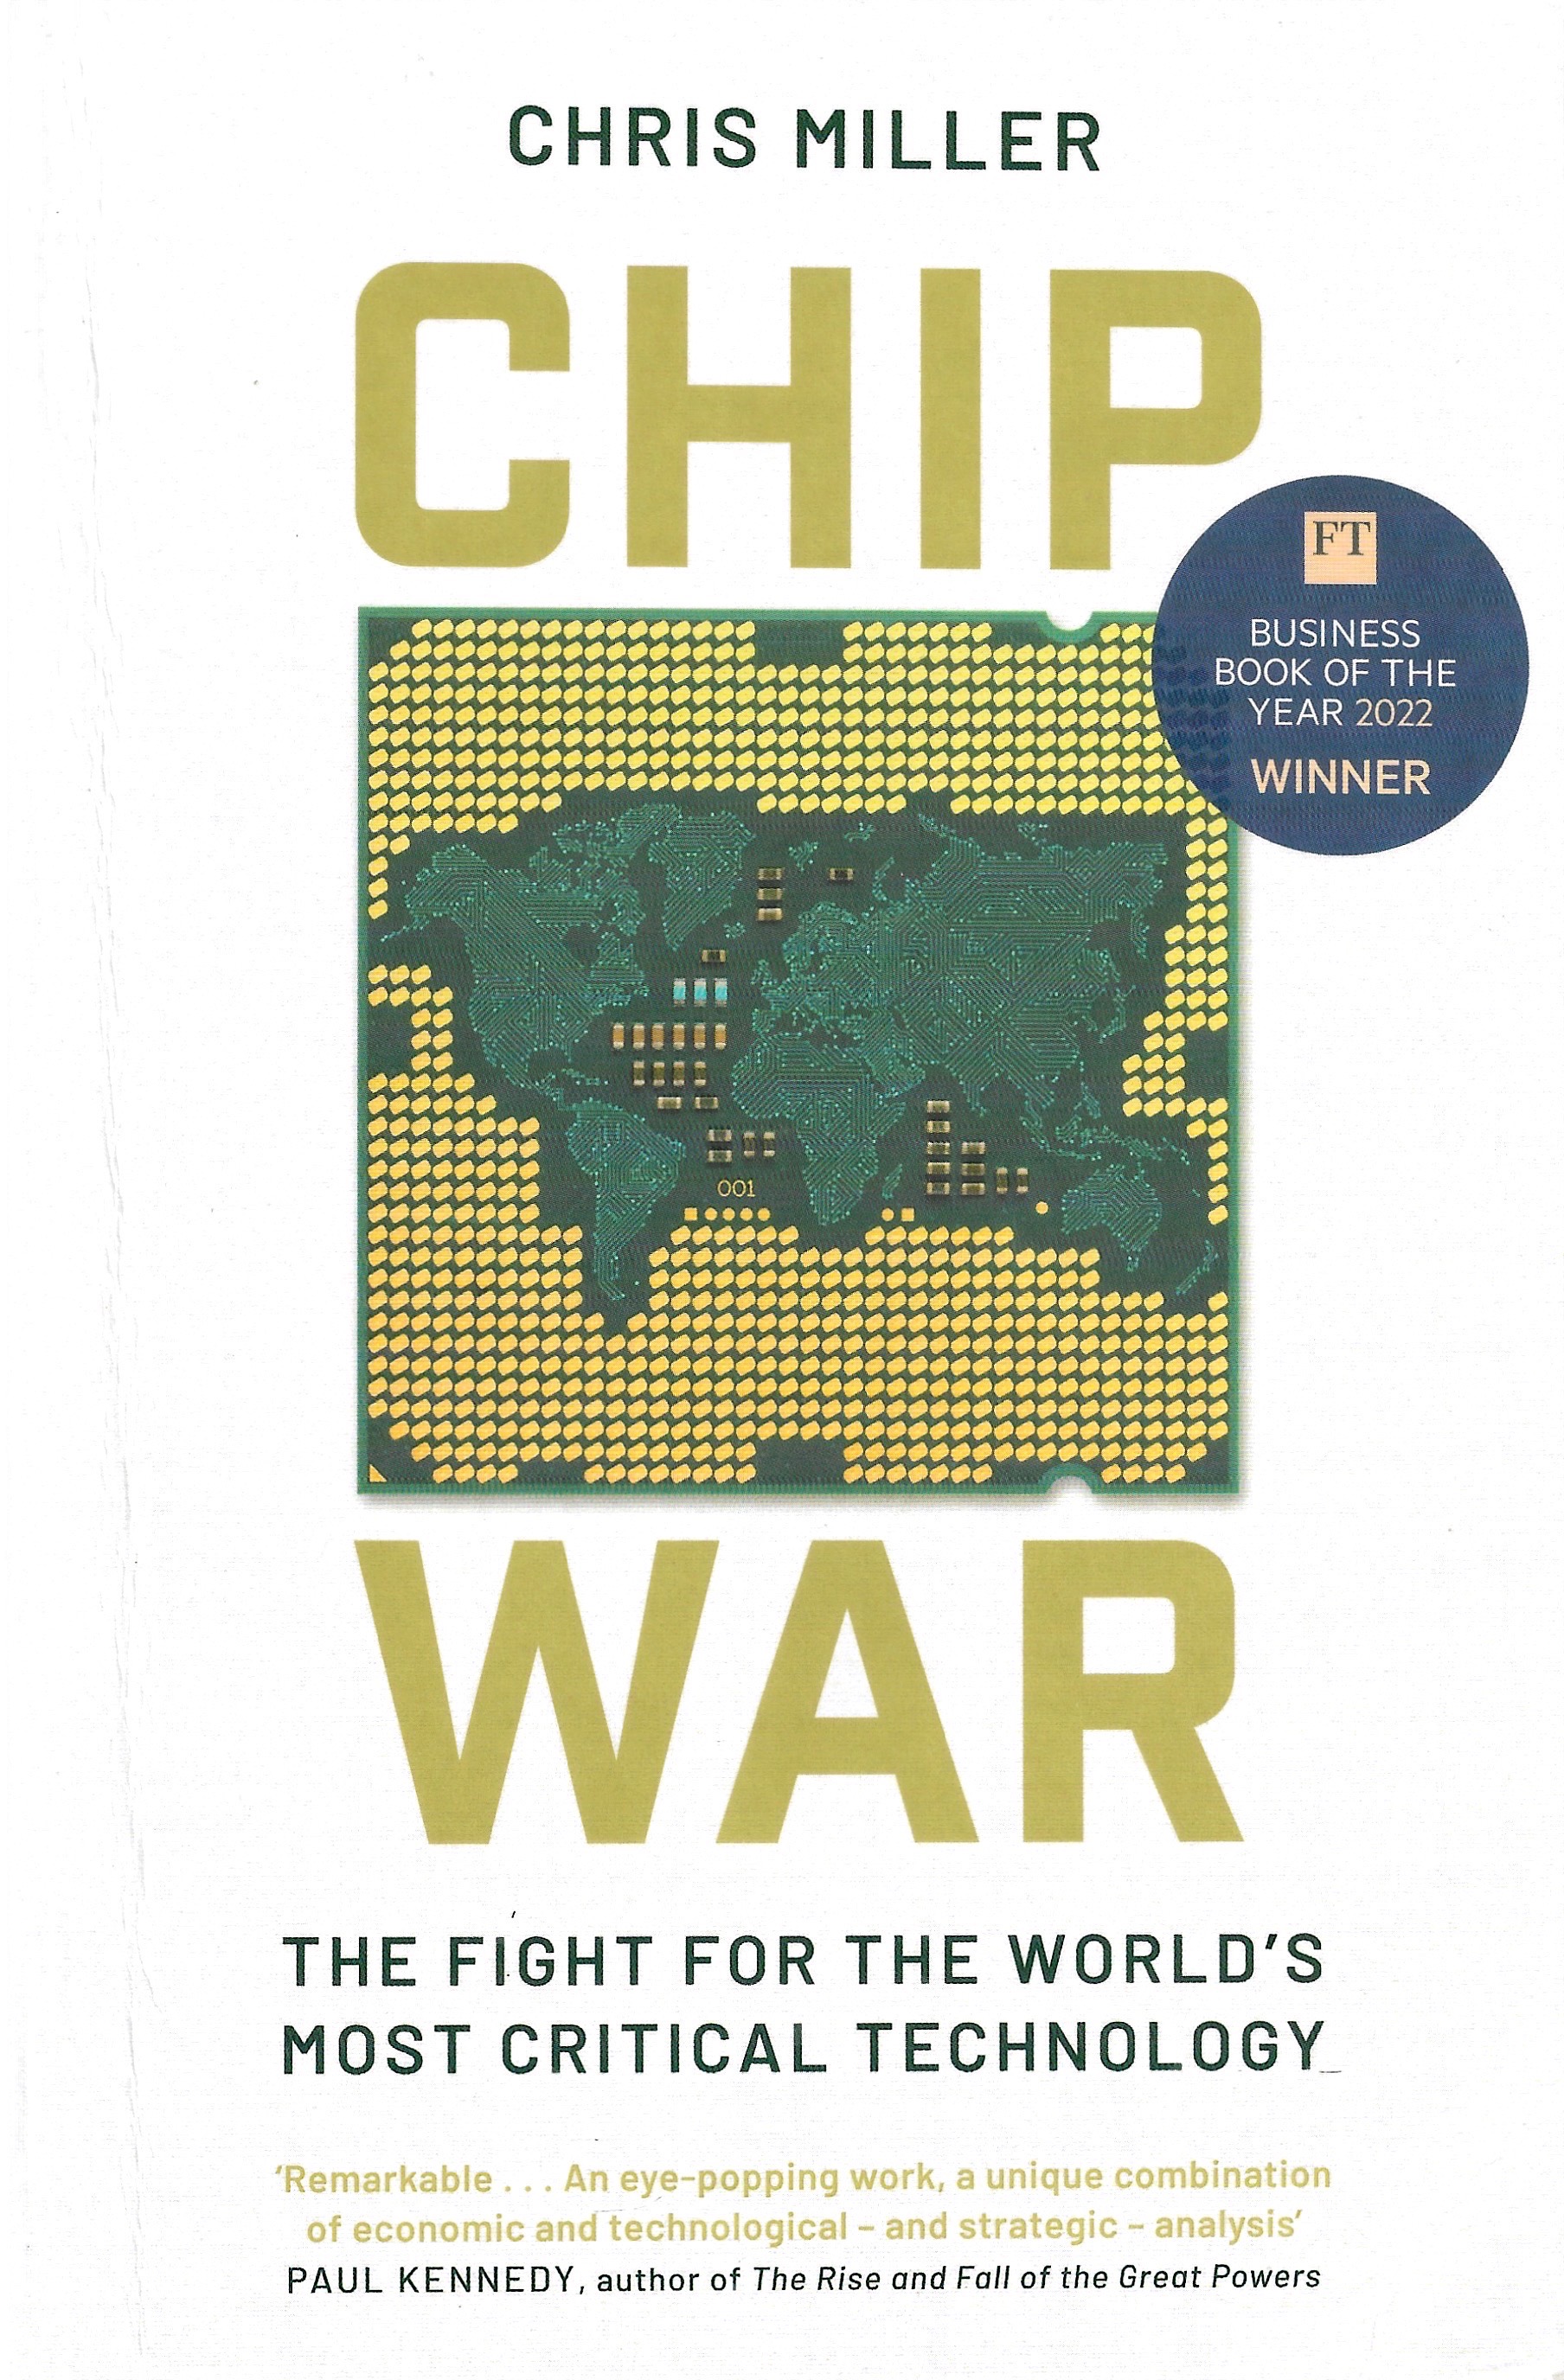 CHRIS MILLER
CHIP
FT
BUSINESS
BOOK OF THE
YEAR 2022
WINNER
001
WAR
THE FIGHT FOR THE WORLD'S
MOST CRITICAL TECHNOLOGY
'Remarkable . . . An eye-popping work, a unique combination
of economic and technological – and strategic – analysis'
PAUL KENNEDY, author of The Rise and Fall of the Great Powers